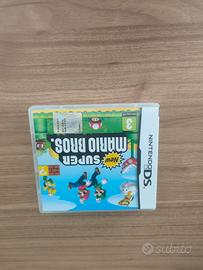 New
SUPER
MARIO BROS.
NINTENDO DS
3
subito